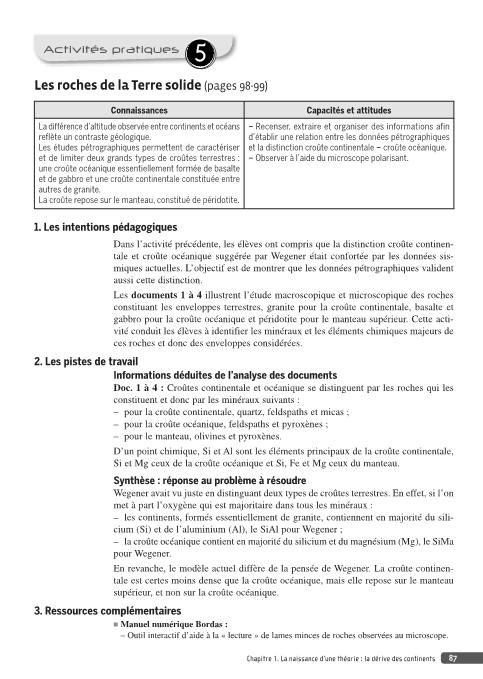 Activités pratiques 5
Les roches de la Terre solide (pages 98-99)
Connaissances
La différence d'altitude observée entre continents et océans
reflète un contraste géologique.
Les études pétrographiques permettent de caractériser
et de limiter deux grands types de croûtes terrestres :
une croûte océanique essentiellement formée de basalte
et de gabbro et une croûte continentale constituée entre
autres de granite.
La croûte repose sur le manteau, constitué de péridotite.
Capacités et attitudes
– Recenser, extraire et organiser des informations afin
d'établir une relation entre les données pétrographiques
et la distinction croûte continentale – croûte océanique.
– Observer à l'aide du microscope polarisant.
1. Les intentions pédagogiques
Dans l'activité précédente, les élèves ont compris que la distinction croûte continen-
tale et croûte océanique suggérée par Wegener était confortée par les données sis-
miques actuelles. L'objectif est de montrer que les données pétrographiques valident
aussi cette distinction.
Les documents 1 à 4 illustrent l'étude macroscopique et microscopique des roches
constituant les enveloppes terrestres, granite pour la croûte continentale, basalte et
gabbro pour la croûte océanique et péridotite pour le manteau supérieur. Cette acti-
vité conduit les élèves à identifier les minéraux et les éléments chimiques majeurs de
ces roches et donc des enveloppes considérées.
2. Les pistes de travail
Informations déduites de l'analyse des documents
Doc. 1 à 4 : Croûtes continentale et océanique se distinguent par les roches qui les
constituent et donc par les minéraux suivants :
– pour la croûte continentale, quartz, feldspaths et micas ;
– pour la croûte océanique, feldspaths et pyroxènes ;
– pour le manteau, olivines et pyroxènes.
D'un point chimique, Si et Al sont les éléments principaux de la croûte continentale,
Si et Mg ceux de la croûte océanique et Si, Fe et Mg ceux du manteau.
Synthèse : réponse au problème à résoudre
Wegener avait vu juste en distinguant deux types de croûtes terrestres. En effet, si l'on
met à part l'oxygène qui est majoritaire dans tous les minéraux :
– les continents, formés essentiellement de granite, contiennent en majorité du sili-
cium (Si) et de l'aluminium (Al), le SiAl pour Wegener ;
– la croûte océanique contient en majorité du silicium et du magnésium (Mg), le SiMa
pour Wegener.
En revanche, le modèle actuel diffère de la pensée de Wegener. La croûte continen-
tale est certes moins dense que la croûte océanique, mais elle repose sur le manteau
supérieur, et non sur la croûte océanique.
3. Ressources complémentaires
■ Manuel numérique Bordas :
– Outil interactif d'aide à la « lecture » de lames minces de roches observées au microscope.
Chapitre 1. La naissance d'une théorie : la dérive des continents 87